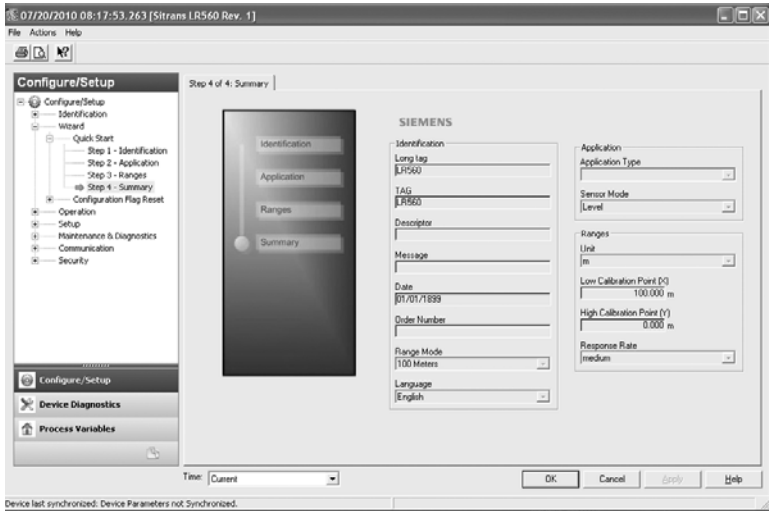 07/20/2010 08:17:53.263 [Sitrans LR560 Rev. 1]
File Actions Help
Configure/Setup
Configure/Setup
Identification
Wizard
Quick Start
Step 1 - Identification
Step 2 - Application
Step 3 - Ranges
Step 4 - Summary
Configuration Flag Reset
Operation
Setup
Maintenance & Diagnostics
Communication
Security
Configure/Setup
Device Diagnostics
Process Variables
Step 4 of 4: Summary
Identification
Application
Ranges
Summary
SIEMENS
Identification
Long tag
LR560
TAG
LR560
Descriptor
Message
Date
01/01/1899
Order Number
Range Mode
100 Meters
Language
English
Application
Application Type
Sensor Mode
Level
Ranges
Unit
m
Low Calibration Point (X)
100.000 m
High Calibration Point (Y)
0.000 m
Response Rate
medium
Time: Current
OK Cancel Apply Help
Device last synchronized: Device Parameters not Synchronized.